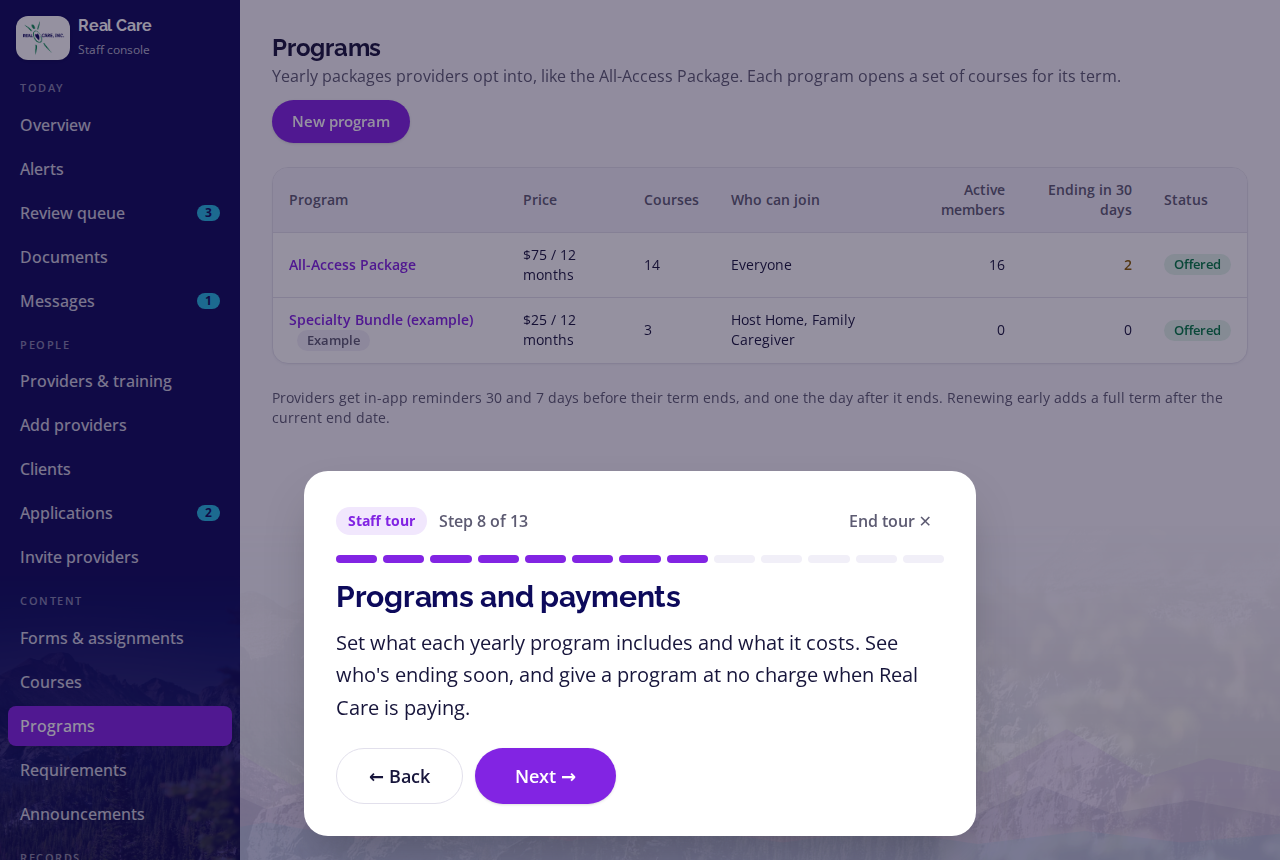 REAL CARE, INC.
Real Care
Staff console
TODAY
Overview
Alerts
Review queue 3
Documents
Messages 1
PEOPLE
Providers & training
Add providers
Clients
Applications 2
Invite providers
CONTENT
Forms & assignments
Courses
Programs
Requirements
Announcements
RECORDS
Programs
Yearly packages providers opt into, like the All-Access Package. Each program opens a set of courses for its term.
New program
Program Price Courses Who can join Active members Ending in 30 days Status
All-Access Package $75 / 12 months 14 Everyone 16 2 Offered
Specialty Bundle (example) Example $25 / 12 months 3 Host Home, Family Caregiver 0 0 Offered
Providers get in-app reminders 30 and 7 days before their term ends, and one the day after it ends. Renewing early adds a full term after the
current end date.
Staff tour Step 8 of 13 End tour ×
Programs and payments
Set what each yearly program includes and what it costs. See
who's ending soon, and give a program at no charge when Real
Care is paying.
← Back Next →